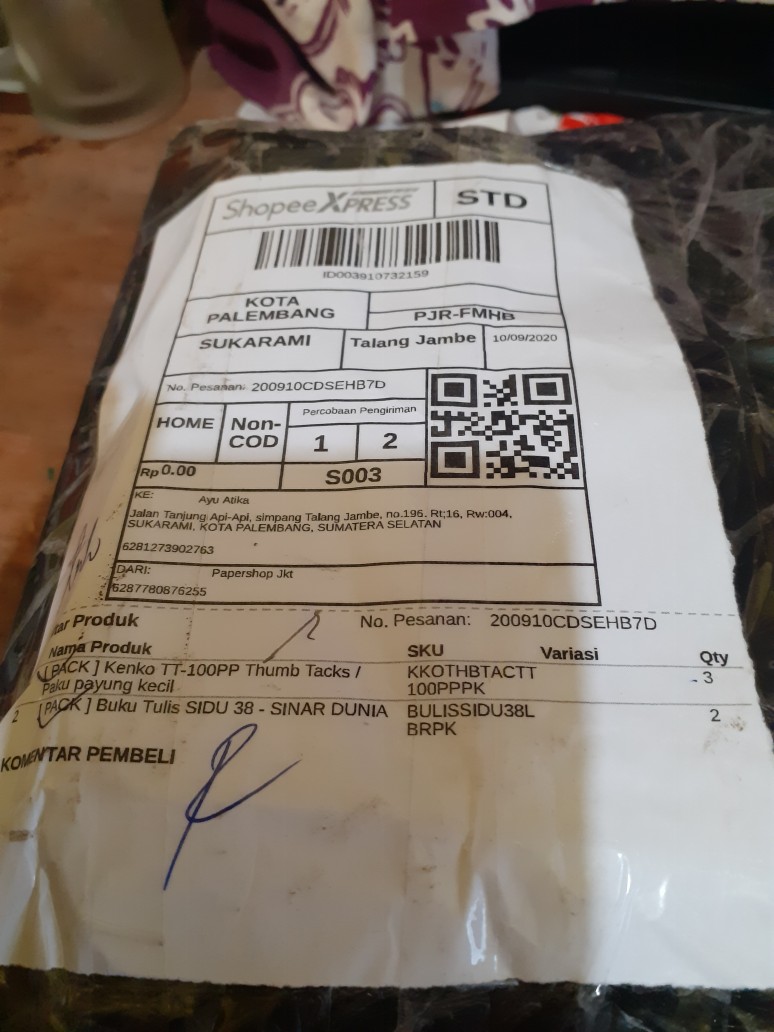 ShopeeXPRESS STD
ID003910732159
KOTA
PALEMBANG
PJR-FMHB
SUKARAMI Talang Jambe 10/09/2020
No. Pesanan: 200910CDSEHB7D
HOME Non-COD Percobaan Pengiriman
1 2
Rp0.00 S003
KE: Ayu Atika
Jalan Tanjung Api-Api, simpang Talang Jambe, no.196. Rt;16, Rw:004,
SUKARAMI, KOTA PALEMBANG, SUMATERA SELATAN
6281273902763
DARI: Papershop Jkt
6287780876255
tar Produk No. Pesanan: 200910CDSEHB7D
Nama Produk SKU Variasi Qty
[ PACK ] Kenko TT-100PP Thumb Tacks / KKOTHBTACTT 3
Paku payung kecil 100PPPK
2 [ PACK ] Buku Tulis SIDU 38 - SINAR DUNIA BULISSIDU38L 2
BRPK
KOMENTAR PEMBELI